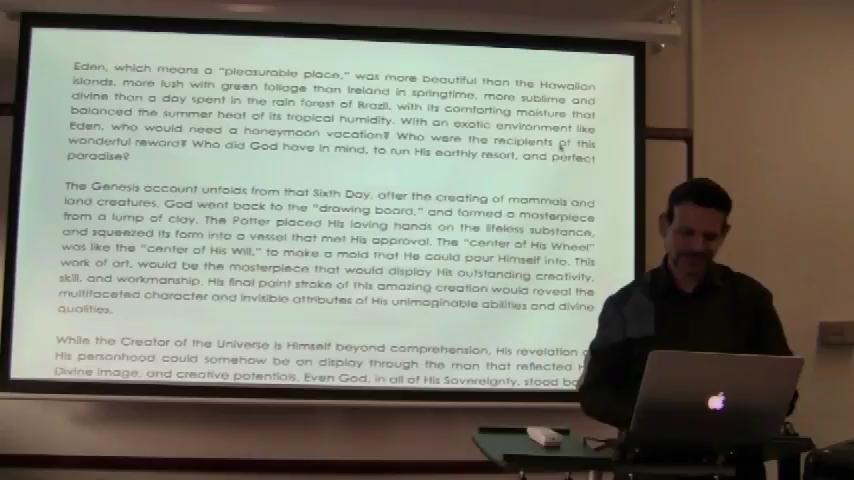 Eden, which means a "pleasurable place," was more beautiful than the Hawaiian
islands, more lush with green foliage than Ireland in springtime, more sublime and
divine than a day spent in the rain forest of Brazil, with its comforting moisture that
balanced the summer heat of its tropical humidity. With an exotic environment like
Eden, who would need a honeymoon vacation? Who were the recipients of this
wonderful reward? Who did God have in mind, to run His earthly resort, and perfect
paradise?
The Genesis account unfolds from that Sixth Day, after the creating of mammals and
land creatures. God went back to the "drawing board," and formed a masterpiece
from a lump of clay. The Potter placed His loving hands on the lifeless substance,
and squeezed its form into a vessel that met His approval. The "center of His Wheel"
was like the "center of His Will," to make a mold that He could pour Himself into. This
work of art, would be the masterpiece that would display His outstanding creativity,
skill, and workmanship. His final paint stroke of this amazing creation would reveal the
multifaceted character and invisible attributes of His unimaginable abilities and divine
qualities.
While the Creator of the Universe is Himself beyond comprehension, His revelation
His personhood could somehow be on display through the man that reflected
Divine image, and creative potentials. Even God, in all of His Sovereignty, stood